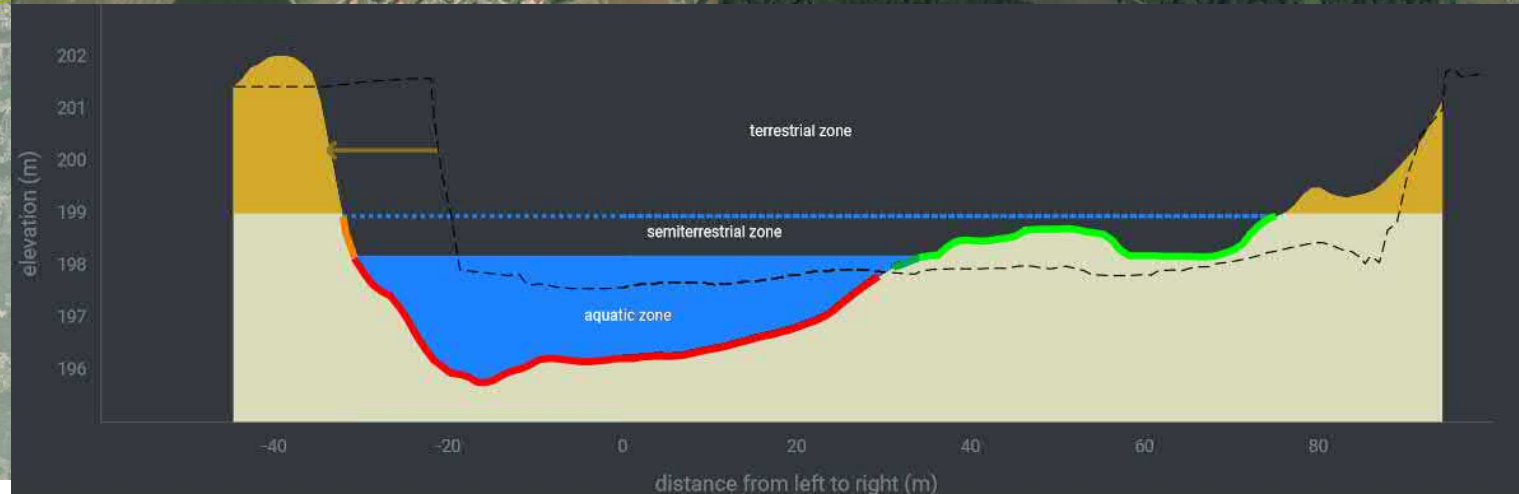 202
201
200
199
198
197
196
elevation (m)
terrestrial zone
semiterrestrial zone
aquatic zone
-40
-20
0
20
40
60
80
distance from left to right (m)